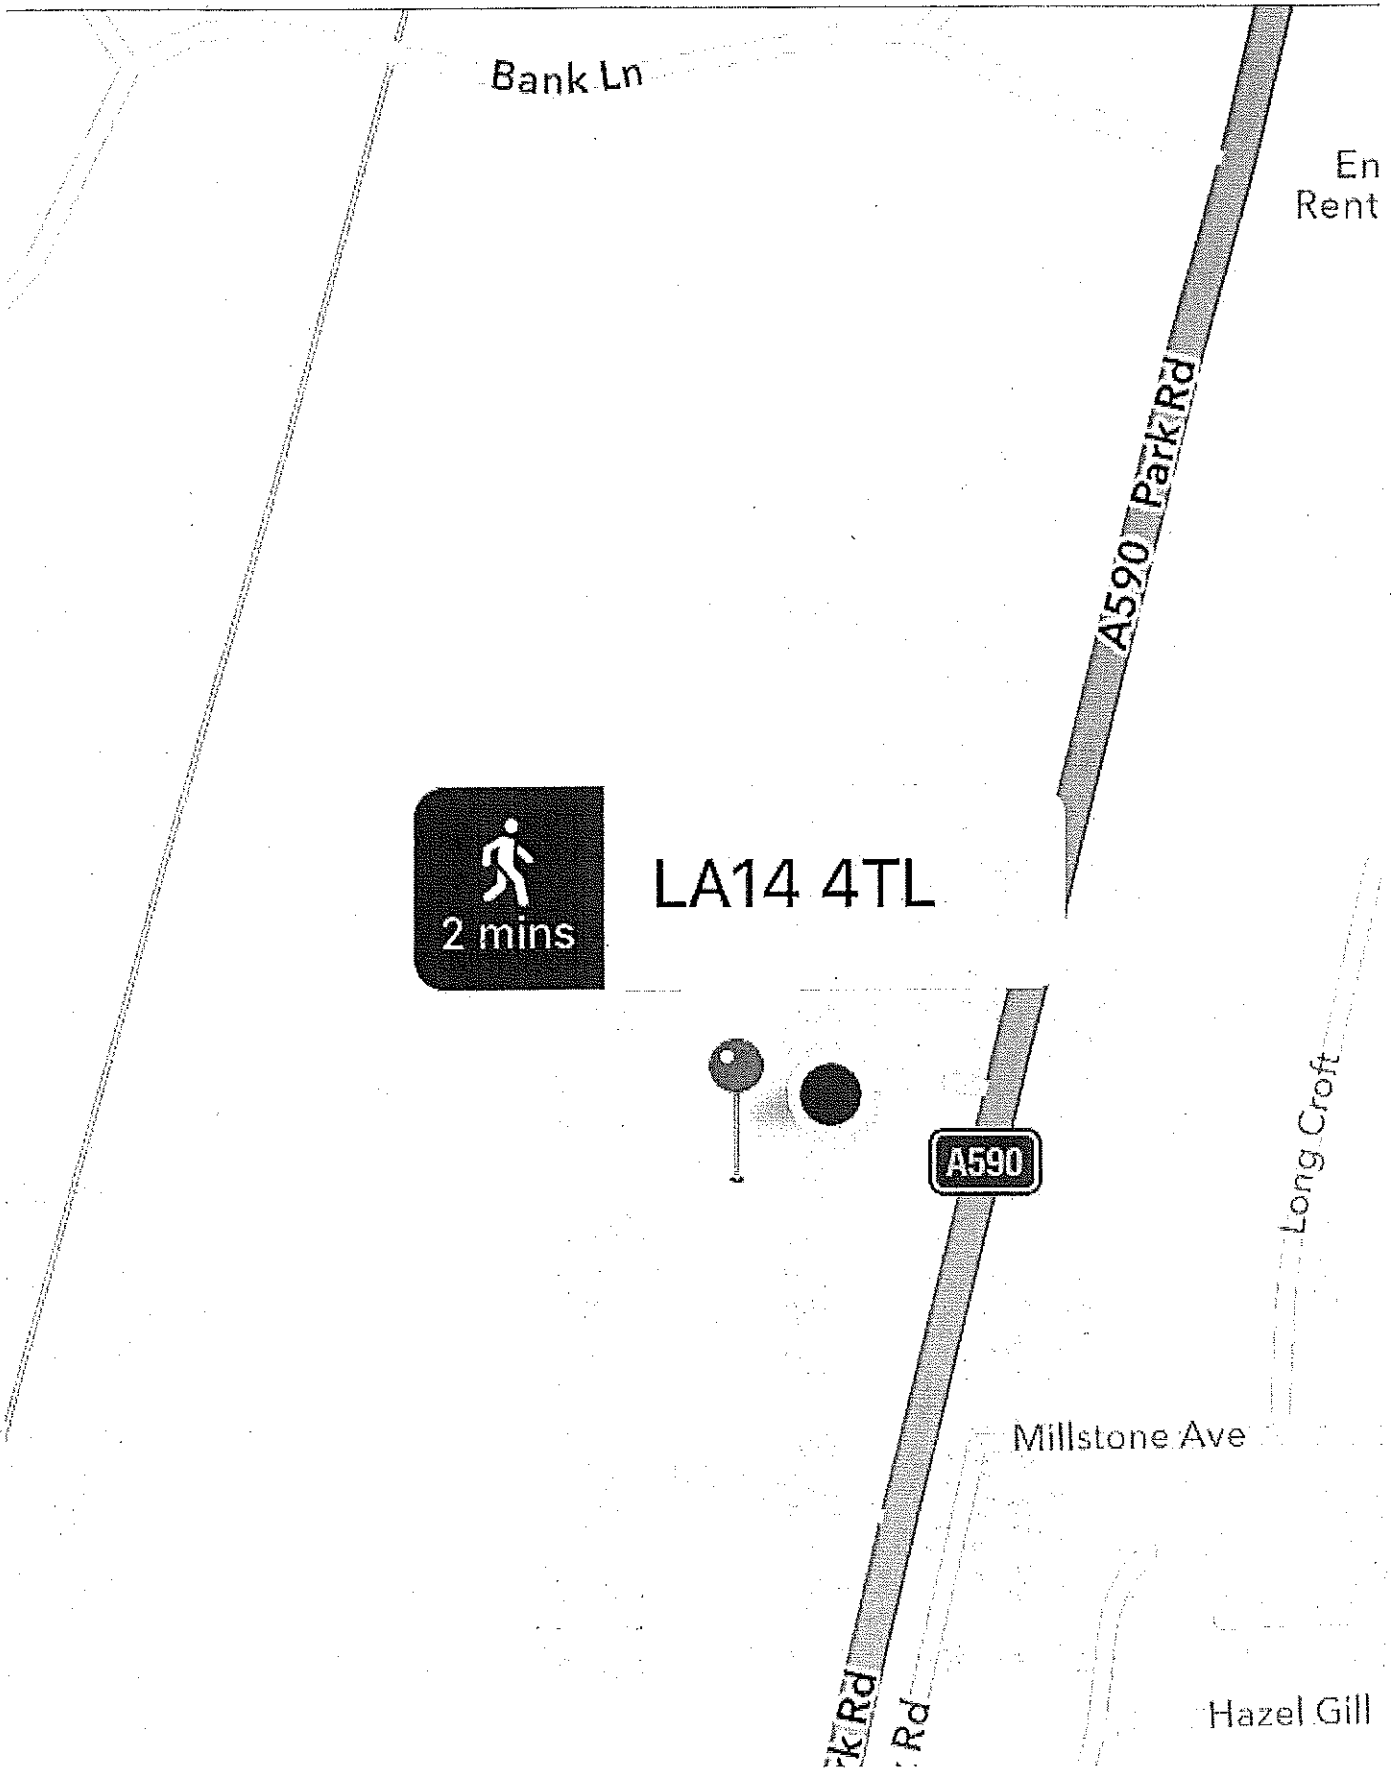 Bank Ln
En
Rent
A590 Park Rd
2 mins
LA14 4TL
Long Croft
A590
Millstone Ave
Hazel Gill
rk Rd
Rd